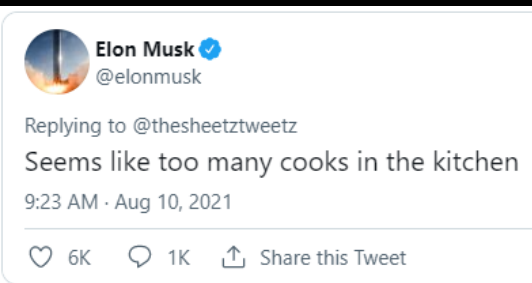 Elon Musk
@elonmusk
Replying to @thesheetztweetz
Seems like too many cooks in the kitchen
9:23 AM · Aug 10, 2021
6K 1K Share this Tweet